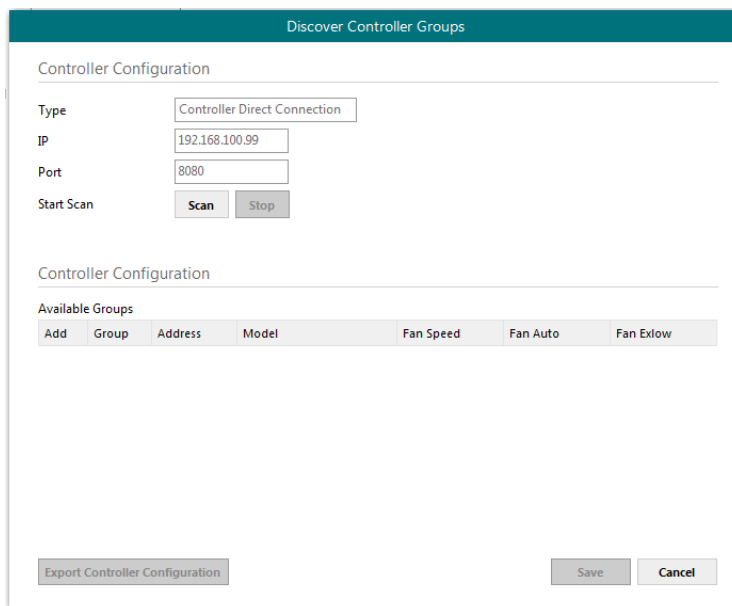 Discover Controller Groups
Controller Configuration
Type Controller Direct Connection
IP 192.168.100.99
Port 8080
Start Scan Scan Stop
Controller Configuration
Available Groups
Add Group Address Model Fan Speed Fan Auto Fan Exlow
Export Controller Configuration Save Cancel